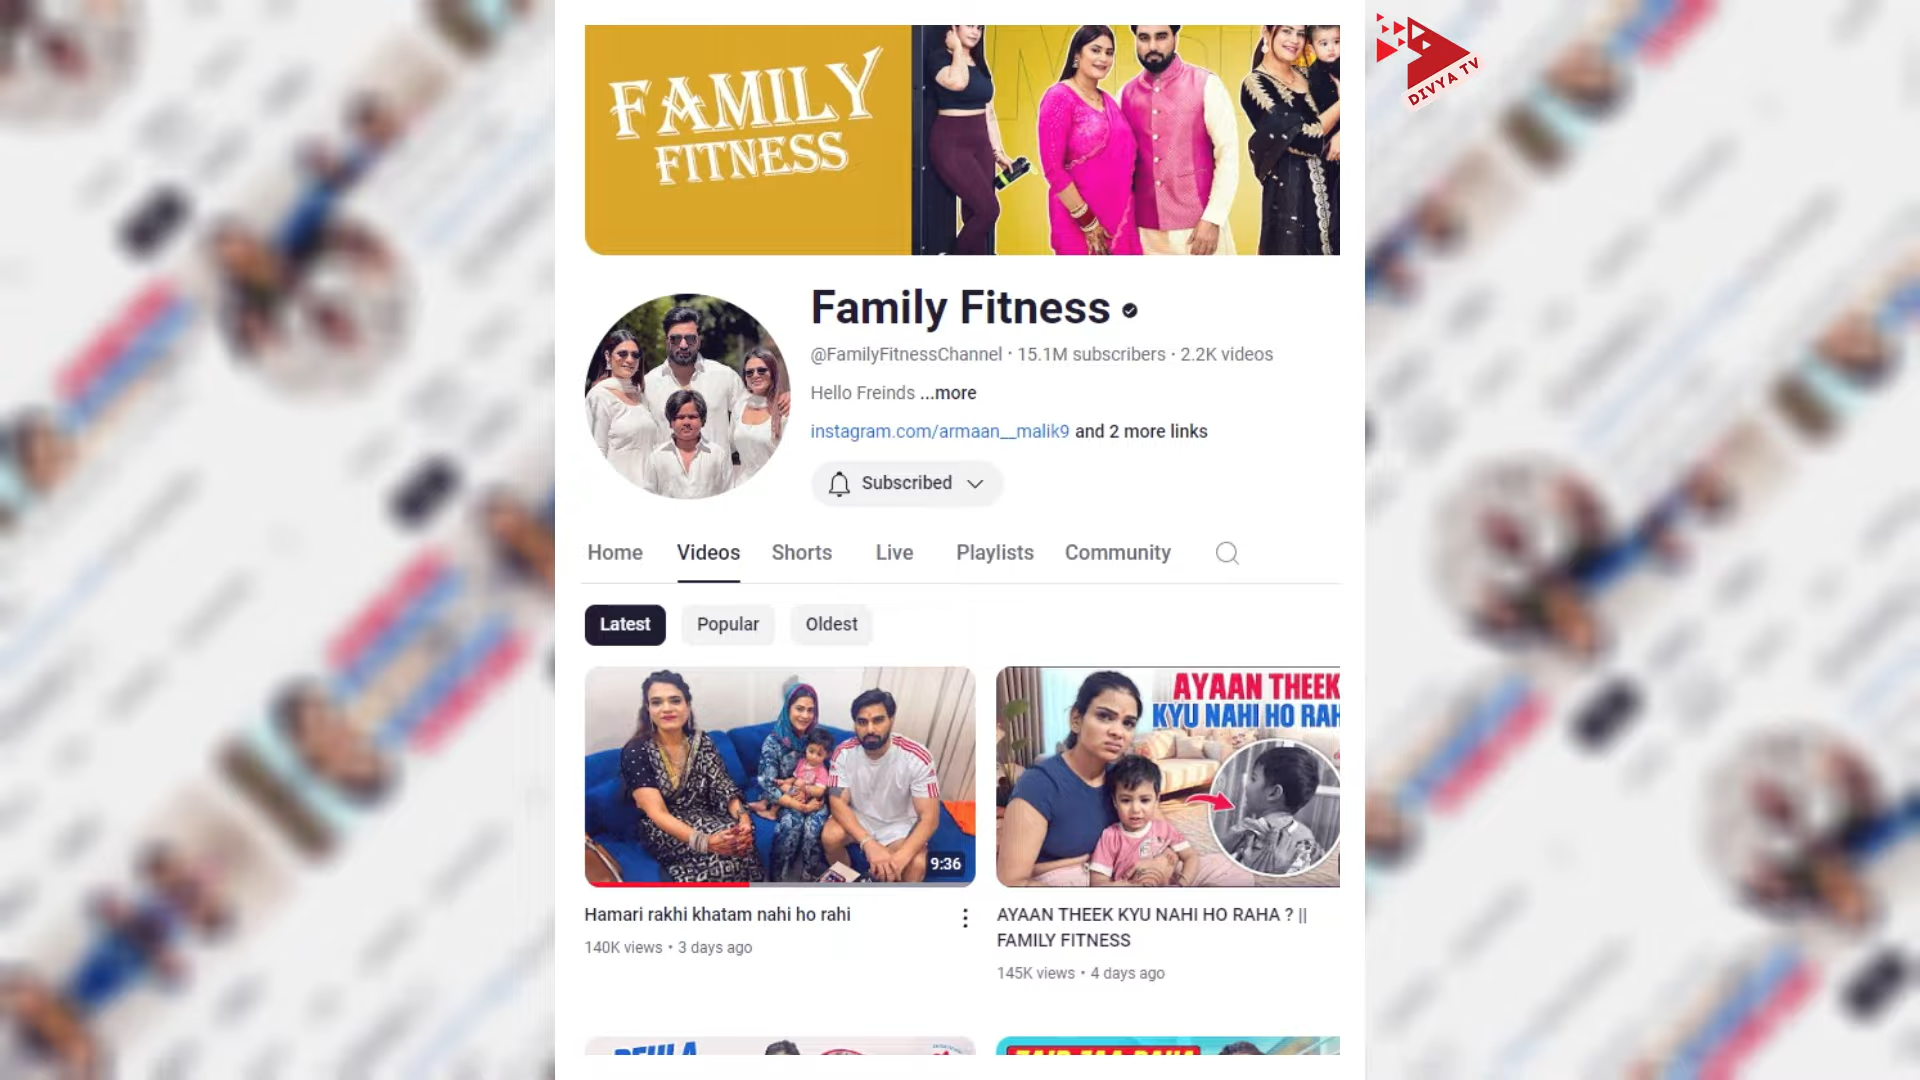 FAMILY
FITNESS
DIVYA TV
Family Fitness
@FamilyFitnessChannel · 15.1M subscribers · 2.2K videos
Hello Freinds ...more
instagram.com/armaan__malik9 and 2 more links
Subscribed
Home Videos Shorts Live Playlists Community
Latest Popular Oldest
AYAAN THEEK
KYU NAHI HO RAH
9:36
Hamari rakhi khatam nahi ho rahi
140K views • 3 days ago
AYAAN THEEK KYU NAHI HO RAHA ? ||
FAMILY FITNESS
145K views • 4 days ago